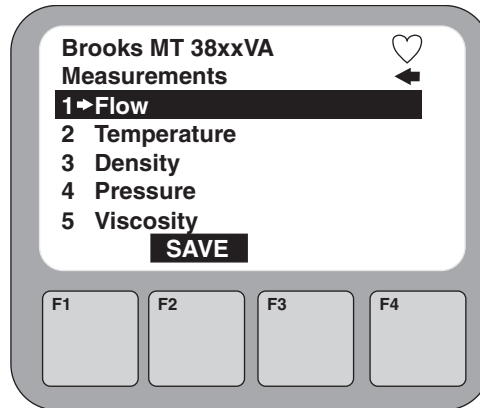 Brooks MT 38xxVA
Measurements
1 Flow
2 Temperature
3 Density
4 Pressure
5 Viscosity
SAVE
F1 F2 F3 F4